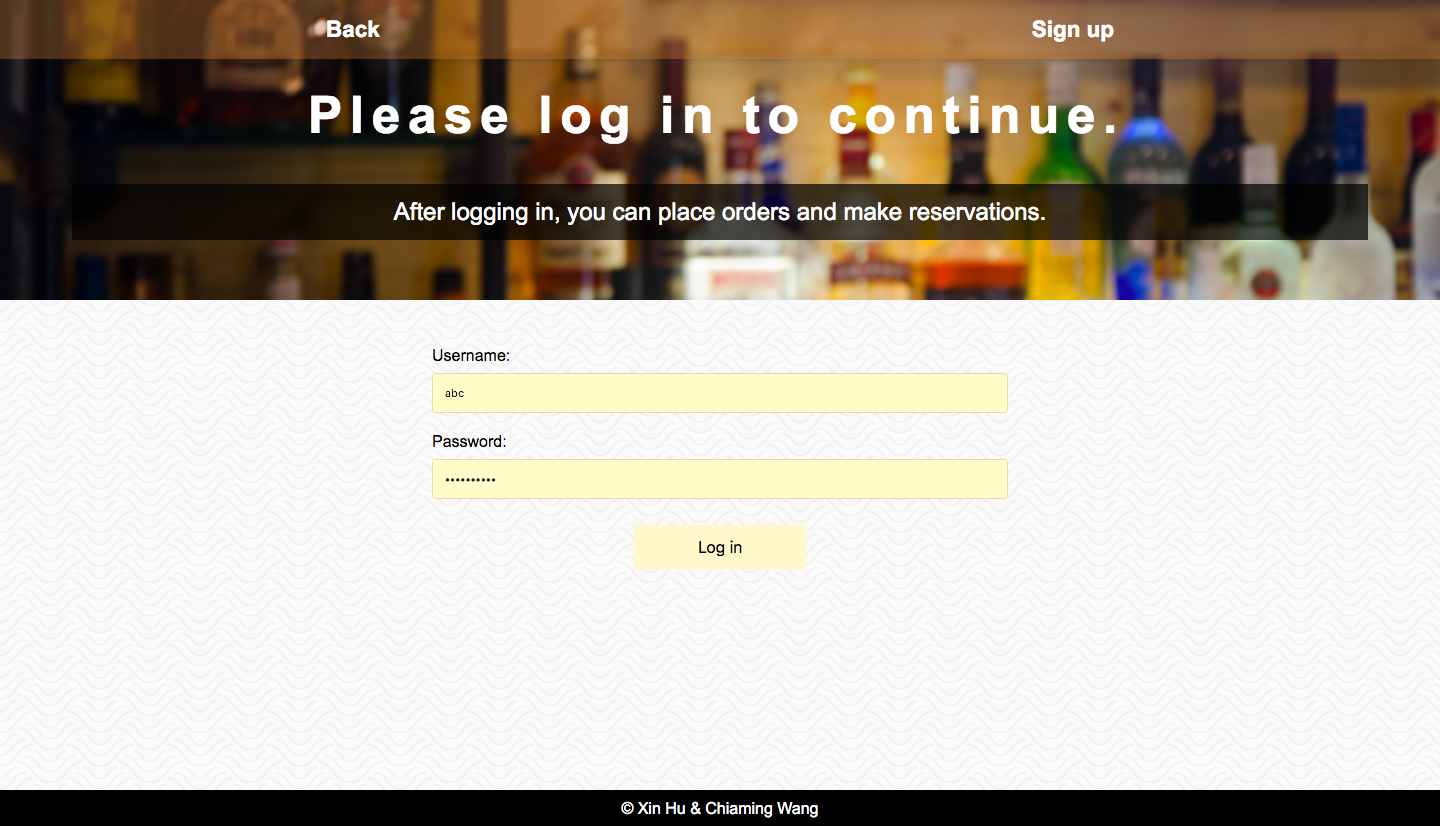 Back Sign up
Please log in to continue.
After logging in, you can place orders and make reservations.
Username:
abc
Password:
••••••••••
Log in
© Xin Hu & Chiaming Wang